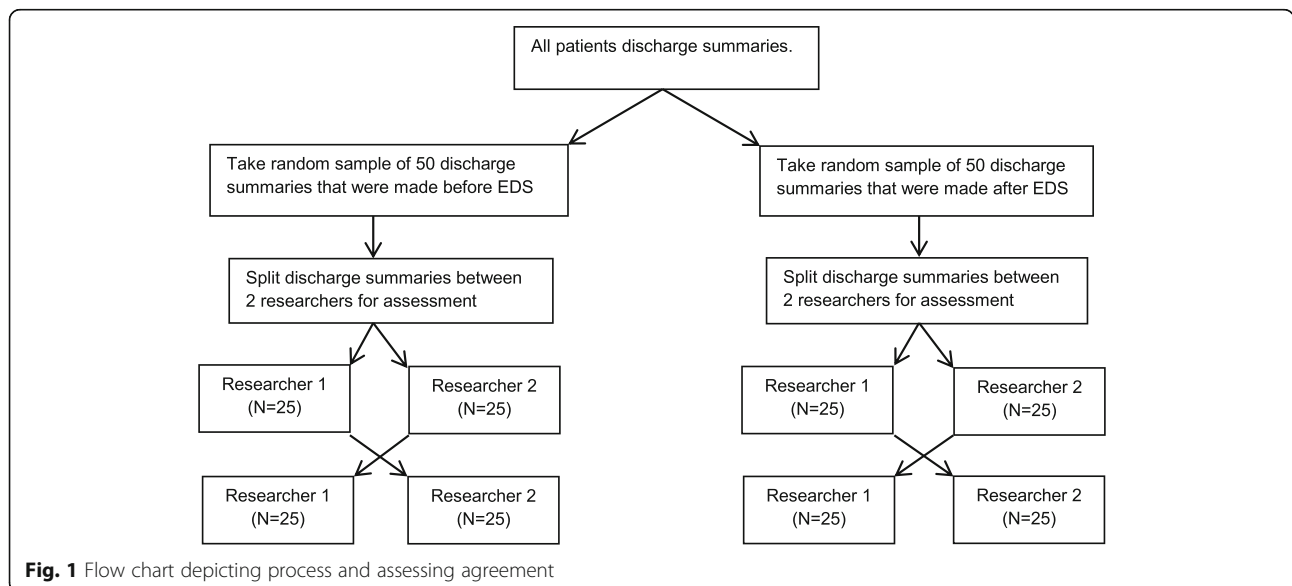 All patients discharge summaries.
Take random sample of 50 discharge
summaries that were made before EDS
Take random sample of 50 discharge
summaries that were made after EDS
Split discharge summaries between
2 researchers for assessment
Split discharge summaries between
2 researchers for assessment
Researcher 1
(N=25)
Researcher 2
(N=25)
Researcher 1
(N=25)
Researcher 2
(N=25)
Researcher 1
(N=25)
Researcher 2
(N=25)
Researcher 1
(N=25)
Researcher 2
(N=25)
Fig. 1 Flow chart depicting process and assessing agreement